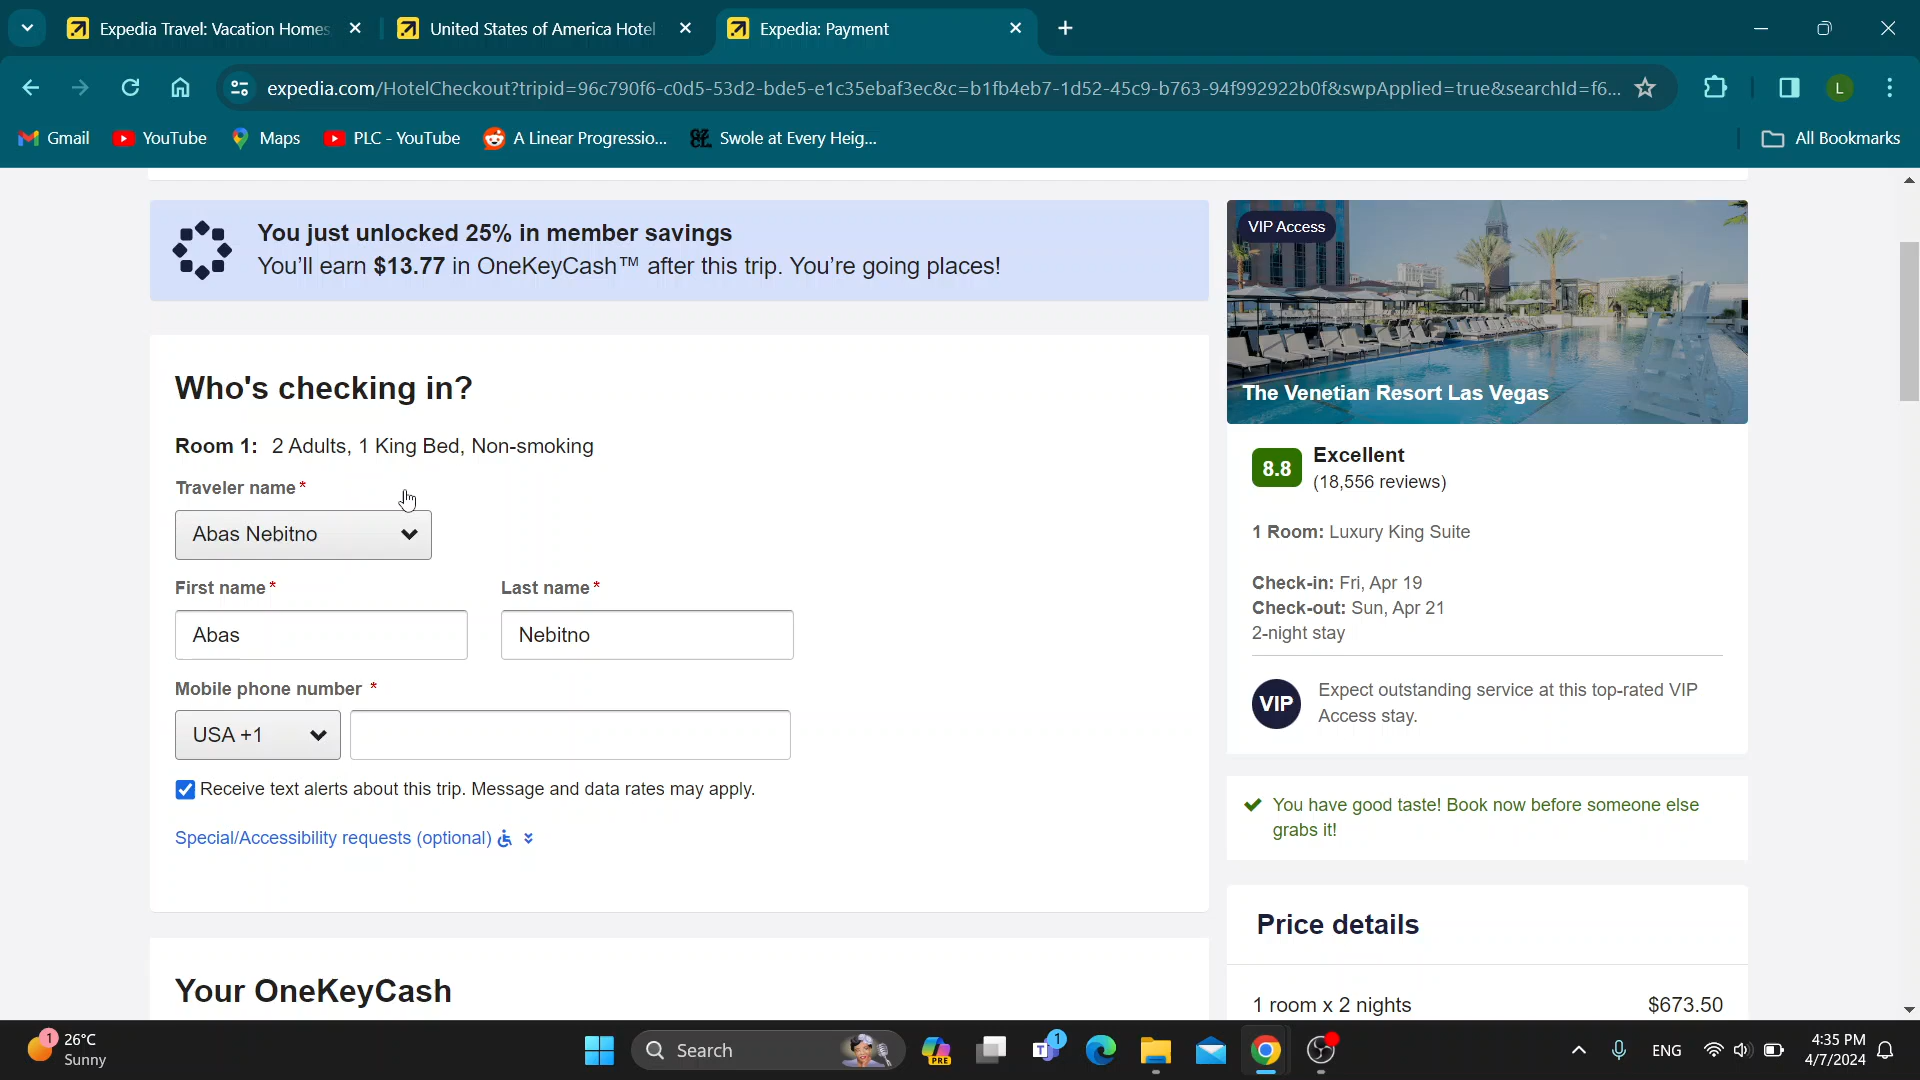 Expedia Travel: Vacation Homes
United States of America Hotel
Expedia: Payment
expedia.com/HotelCheckout?tripid=96c790f6-c0d5-53d2-bde5-e1c35ebaf3ec&c=b1fb4eb7-1d52-45c9-b763-94f992922b0f&swpApplied=true&searchId=f6...
L
Gmail
YouTube
Maps
PLC - YouTube
A Linear Progressio...
Swole at Every Heig...
All Bookmarks
You just unlocked 25% in member savings
You'll earn $13.77 in OneKeyCash™ after this trip. You're going places!
Who's checking in?
Room 1: 2 Adults, 1 King Bed, Non-smoking
Traveler name*
Abas Nebitno
First name*
Last name*
Abas
Nebitno
Mobile phone number *
USA +1
Receive text alerts about this trip. Message and data rates may apply.
Special/Accessibility requests (optional)
Your OneKeyCash
VIP Access
The Venetian Resort Las Vegas
8.8
Excellent
(18,556 reviews)
1 Room: Luxury King Suite
Check-in: Fri, Apr 19
Check-out: Sun, Apr 21
2-night stay
VIP
Expect outstanding service at this top-rated VIP
Access stay.
You have good taste! Book now before someone else
grabs it!
Price details
1 room x 2 nights
$673.50
1
26°C
Sunny
Search
PRE
1
ENG
4:35 PM
4/7/2024